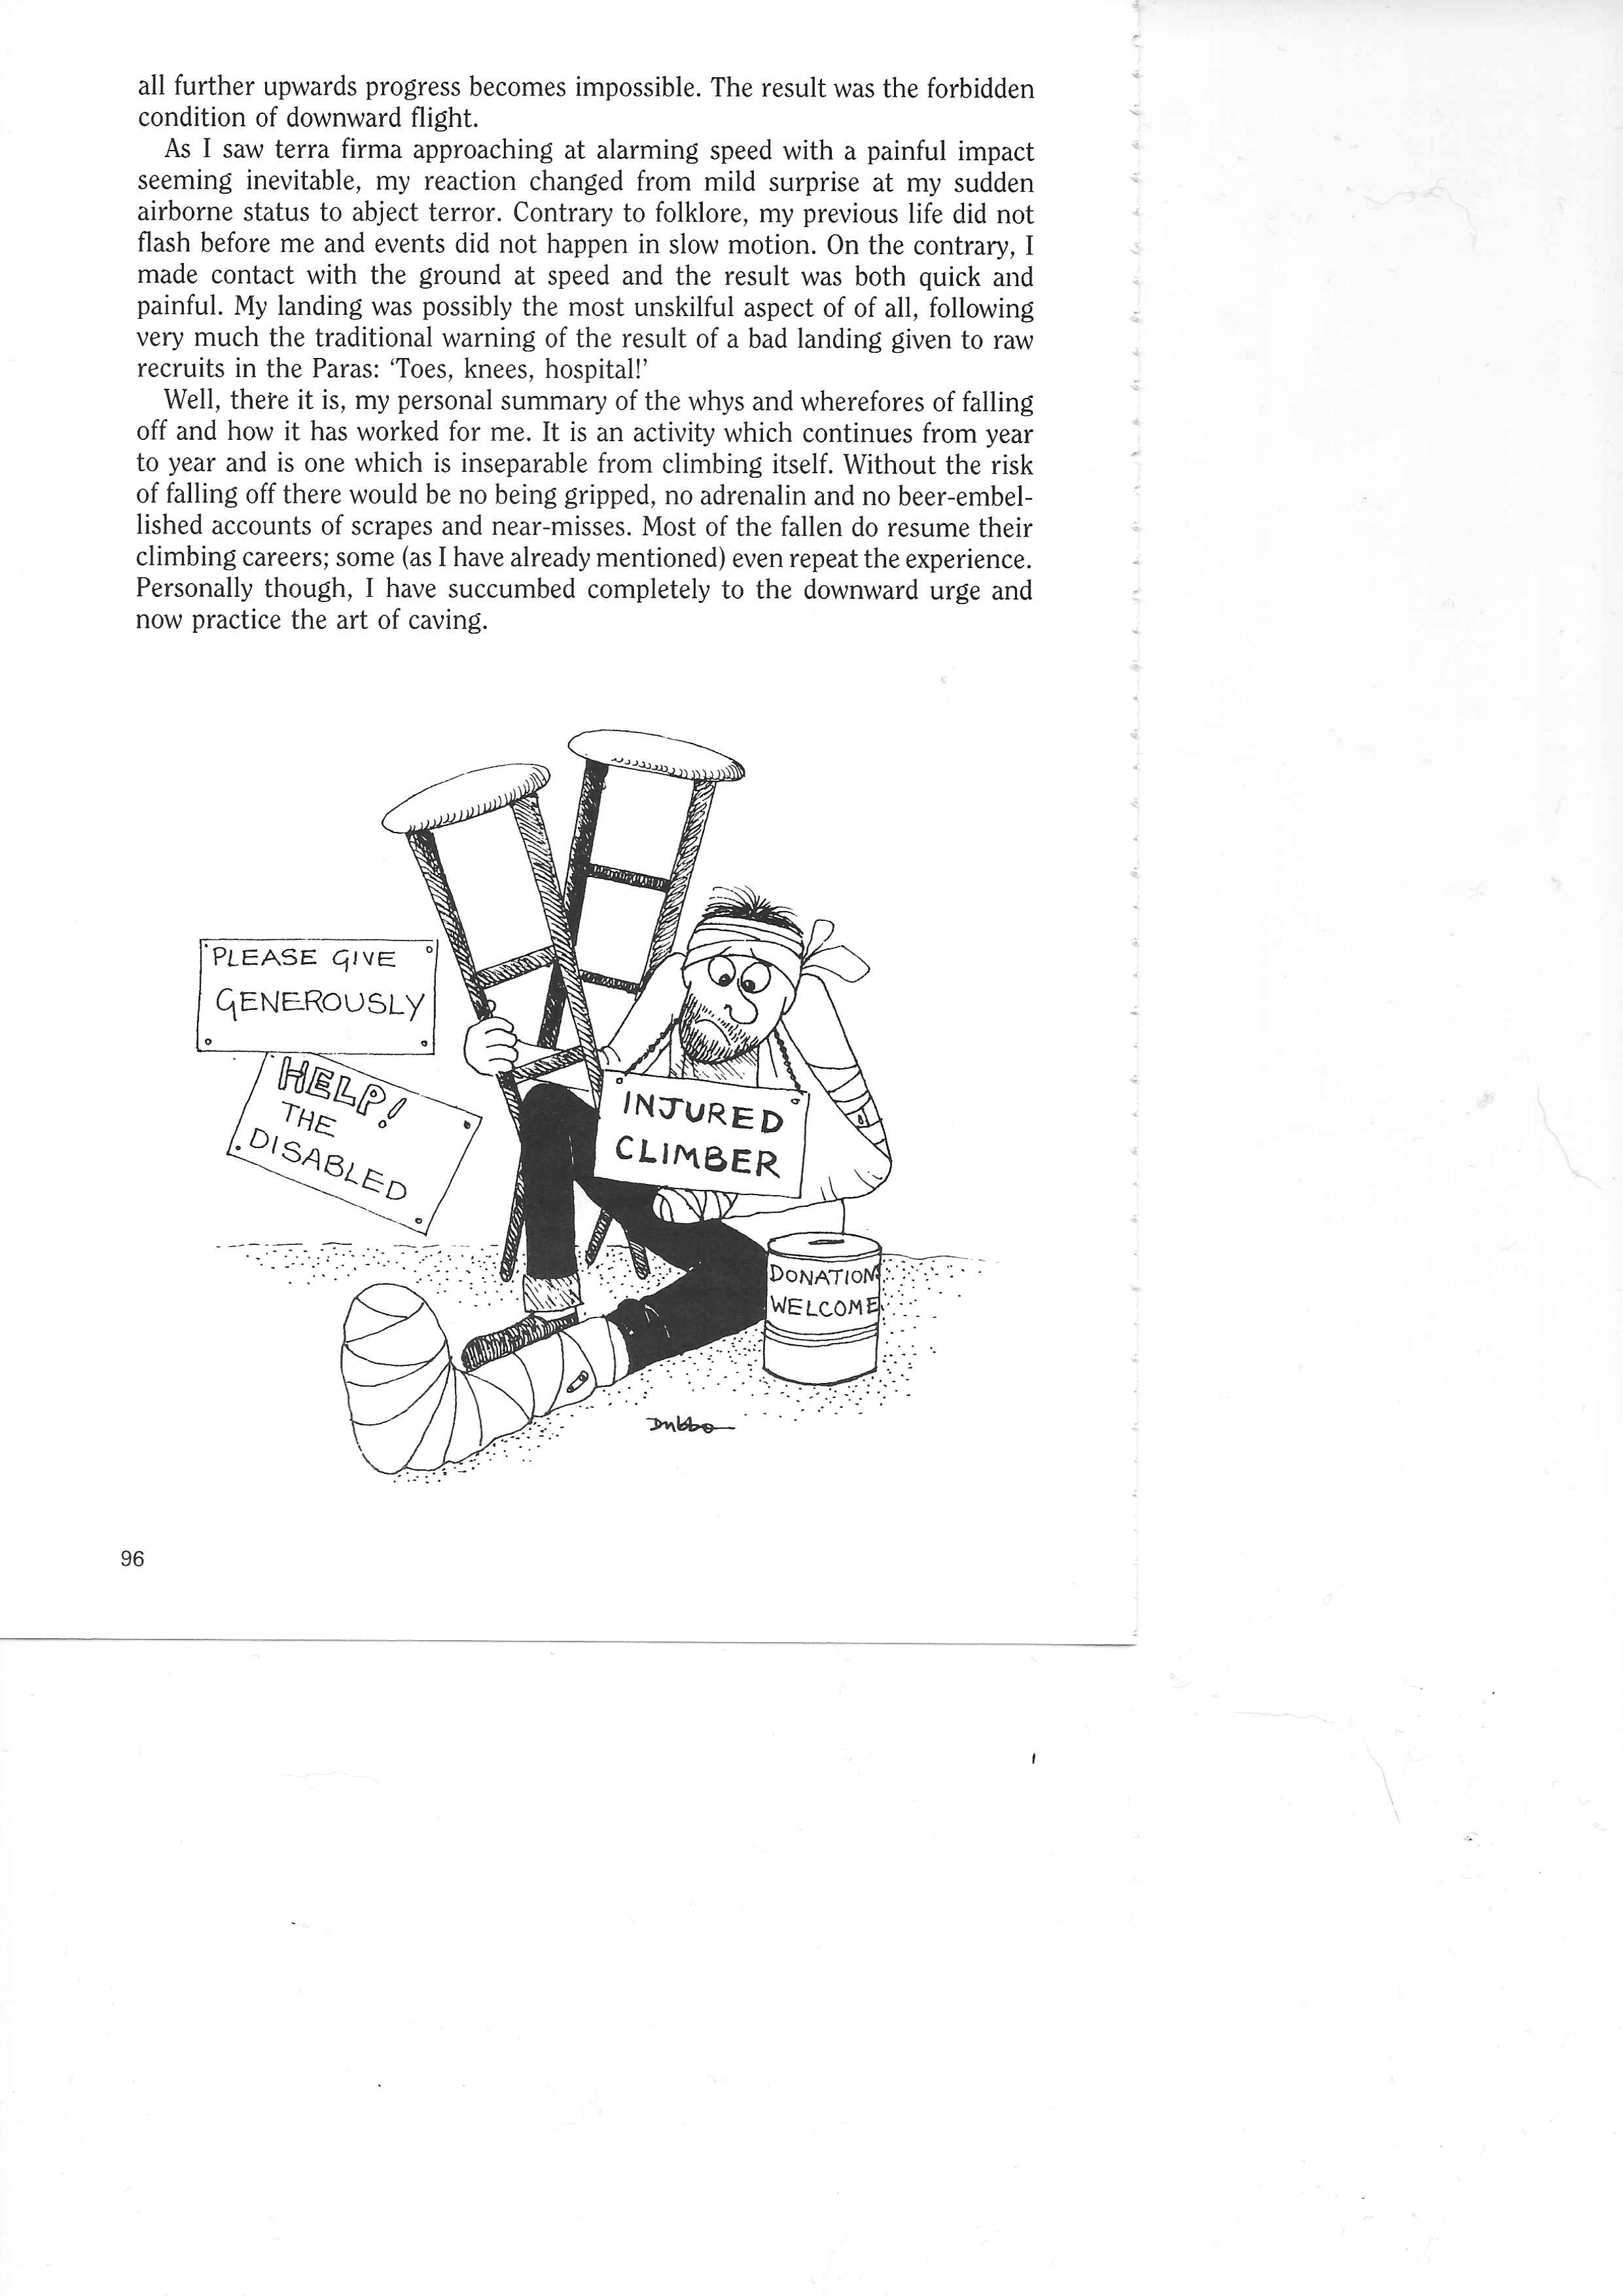 all further upwards progress becomes impossible. The result was the forbidden
condition of downward flight.
As I saw terra firma approaching at alarming speed with a painful impact
seeming inevitable, my reaction changed from mild surprise at my sudden
airborne status to abject terror. Contrary to folklore, my previous life did not
flash before me and events did not happen in slow motion. On the contrary, I
made contact with the ground at speed and the result was both quick and
painful. My landing was possibly the most unskilful aspect of of all, following
very much the traditional warning of the result of a bad landing given to raw
recruits in the Paras: ‘Toes, knees, hospital!’
Well, there it is, my personal summary of the whys and wherefores of falling
off and how it has worked for me. It is an activity which continues from year
to year and is one which is inseparable from climbing itself. Without the risk
of falling off there would be no being gripped, no adrenalin and no beer-embel-
lished accounts of scrapes and near-misses. Most of the fallen do resume their
climbing careers; some (as I have already mentioned) even repeat the experience.
Personally though, I have succumbed completely to the downward urge and
now practice the art of caving.
PLEASE GIVE
GENEROUSLY
HELP!
THE
DISABLED
INJURED
CLIMBER
DONATIONS
WELCOME
Dubbo
96